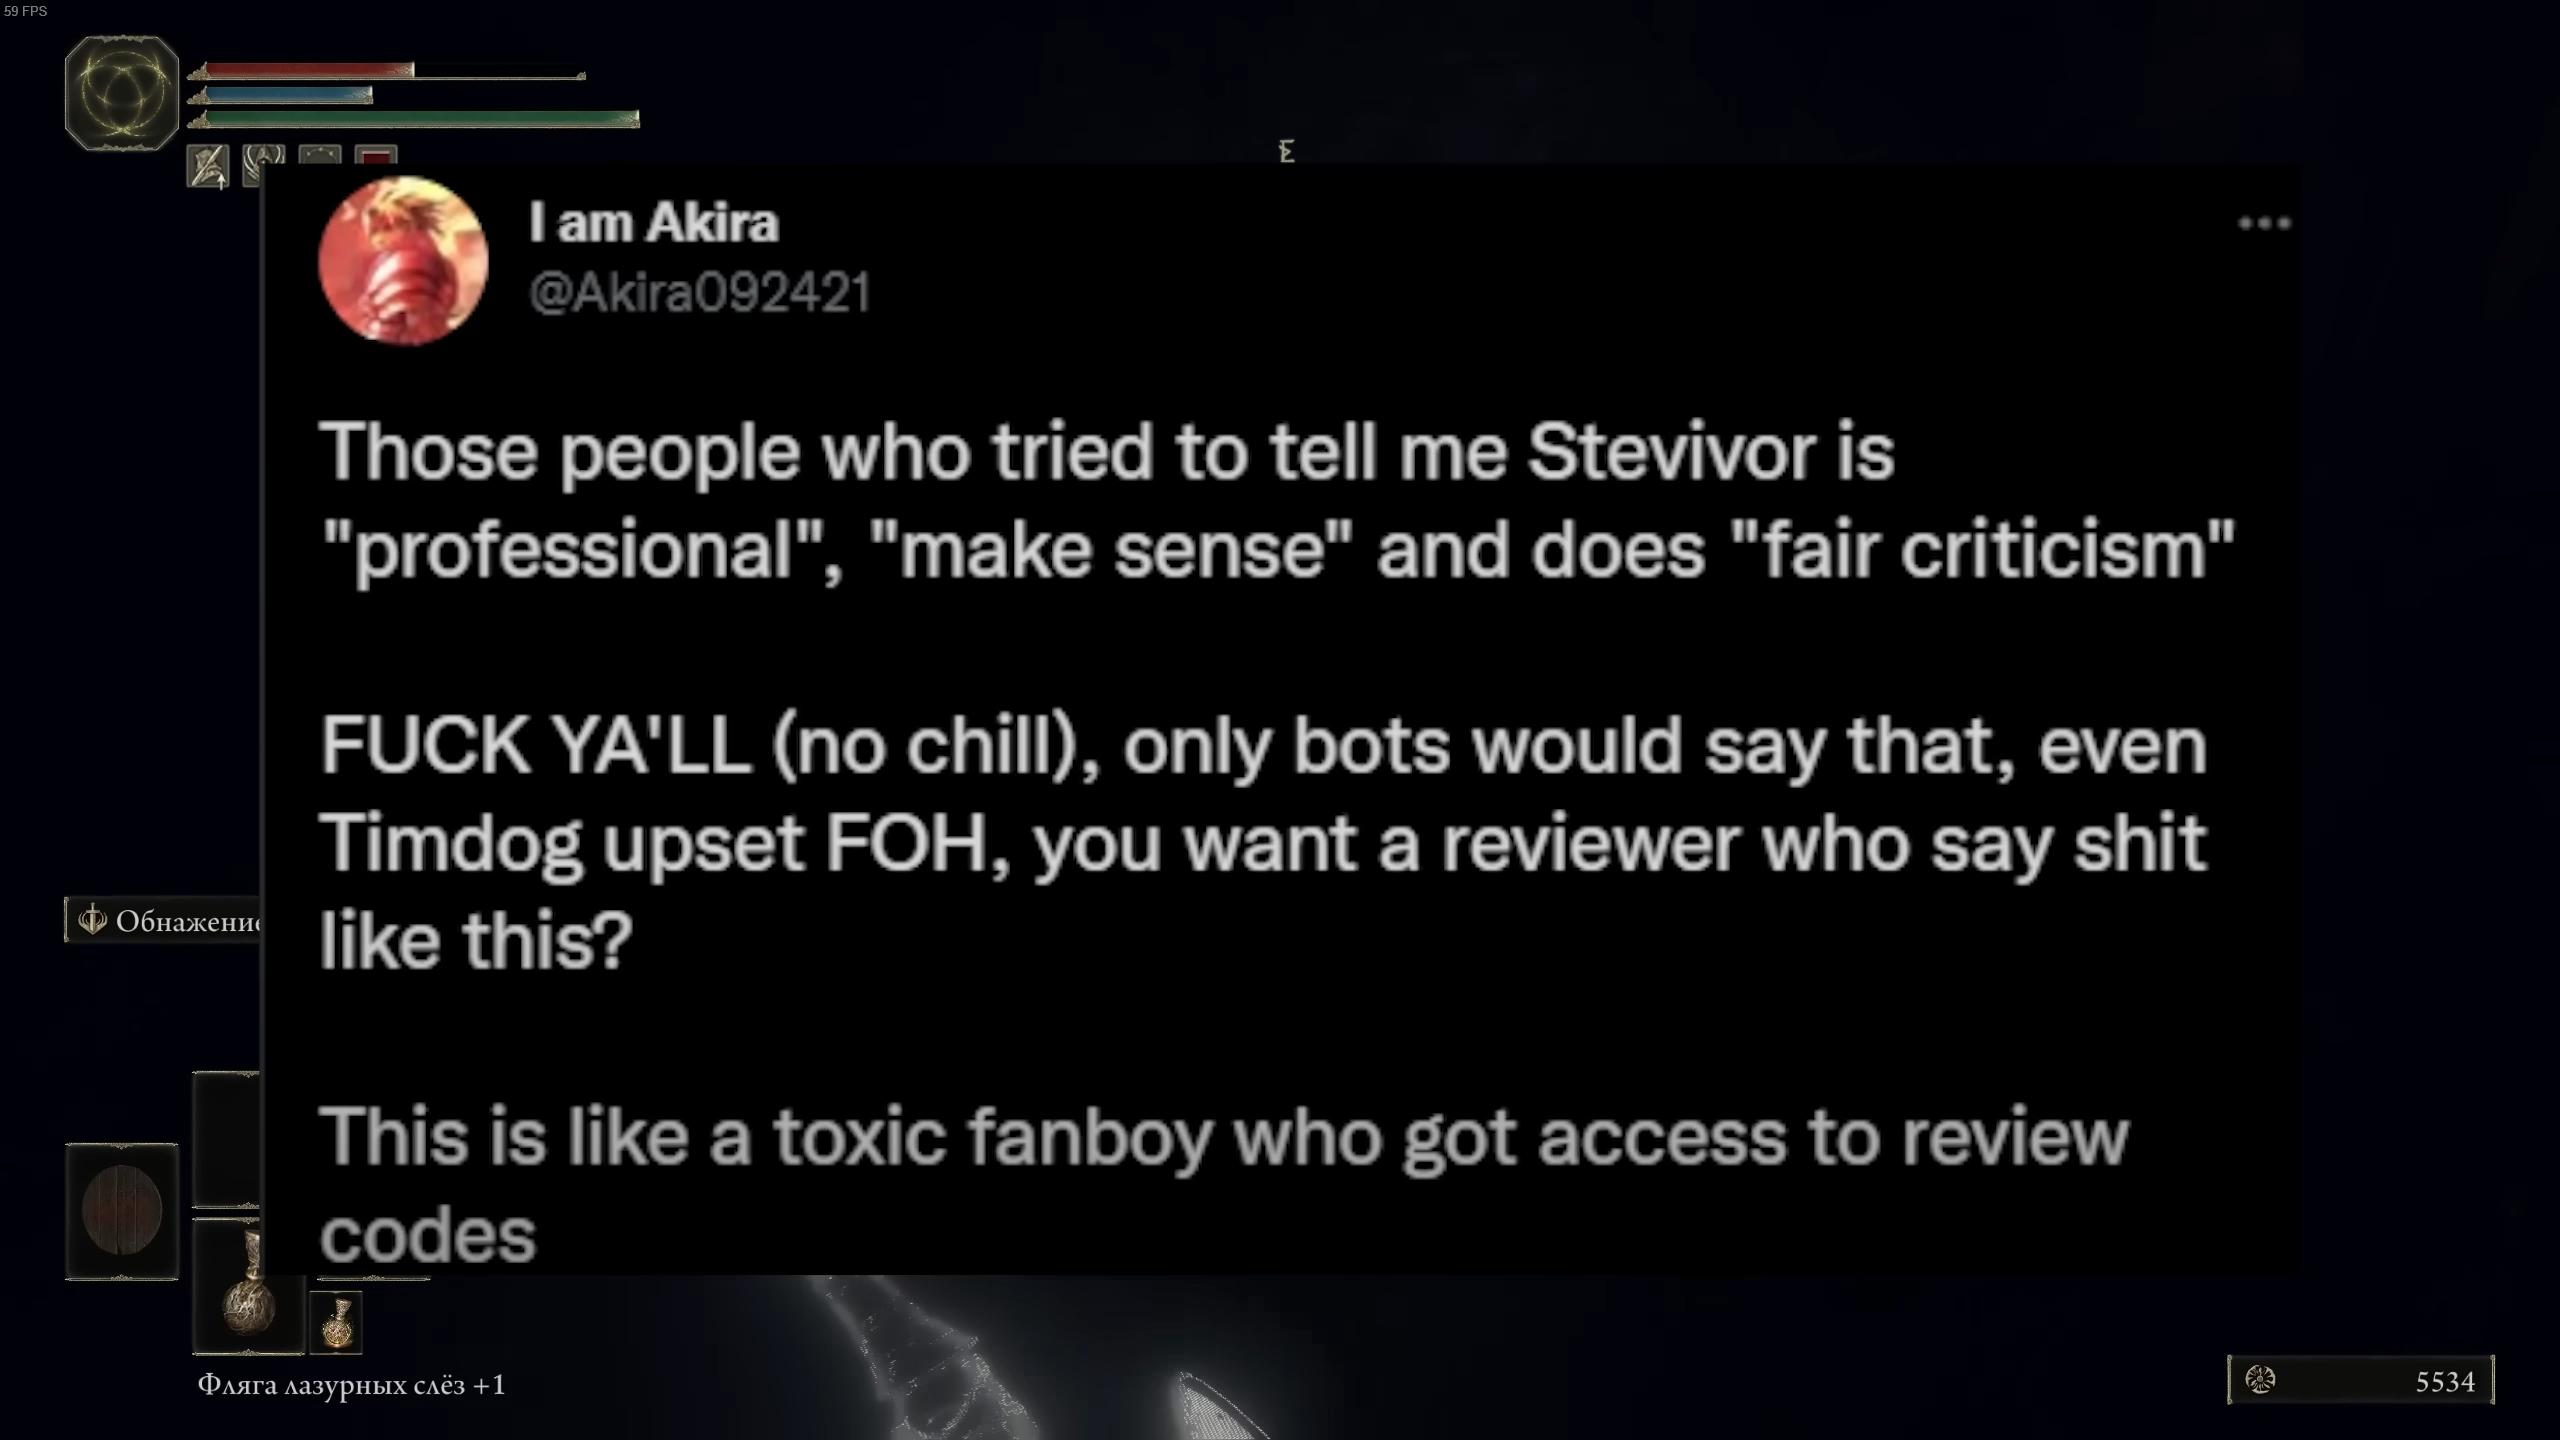 59 FPS
E
I am Akira
@Akira092421
Those people who tried to tell me Stevivor is
"professional", "make sense" and does "fair criticism"
FUCK YA'LL (no chill), only bots would say that, even
Timdog upset FOH, you want a reviewer who say shit
like this?
This is like a toxic fanboy who got access to review
codes
Обнажение
Фляга лазурных слёз +1
5534